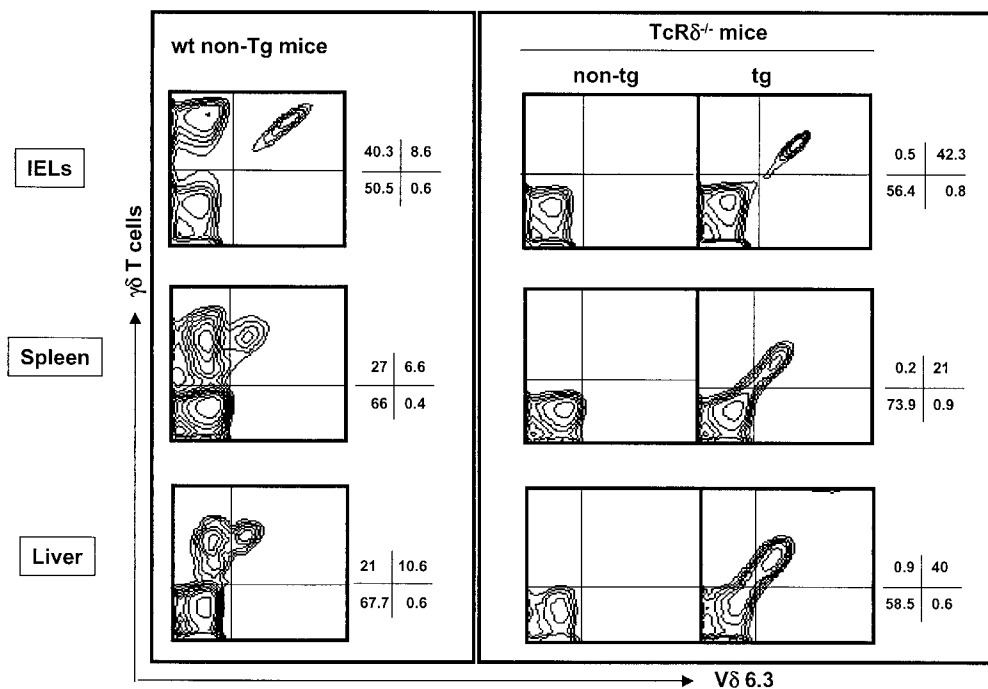 TcRδ-/- mice
wt non-Tg mice
non-tg tg
IELs
40.3 8.6
50.5 0.6
0.5 42.3
56.4 0.8
γδ T cells
Spleen
27 6.6
66 0.4
0.2 21
73.9 0.9
Liver
21 10.6
67.7 0.6
0.9 40
58.5 0.6
Vδ 6.3